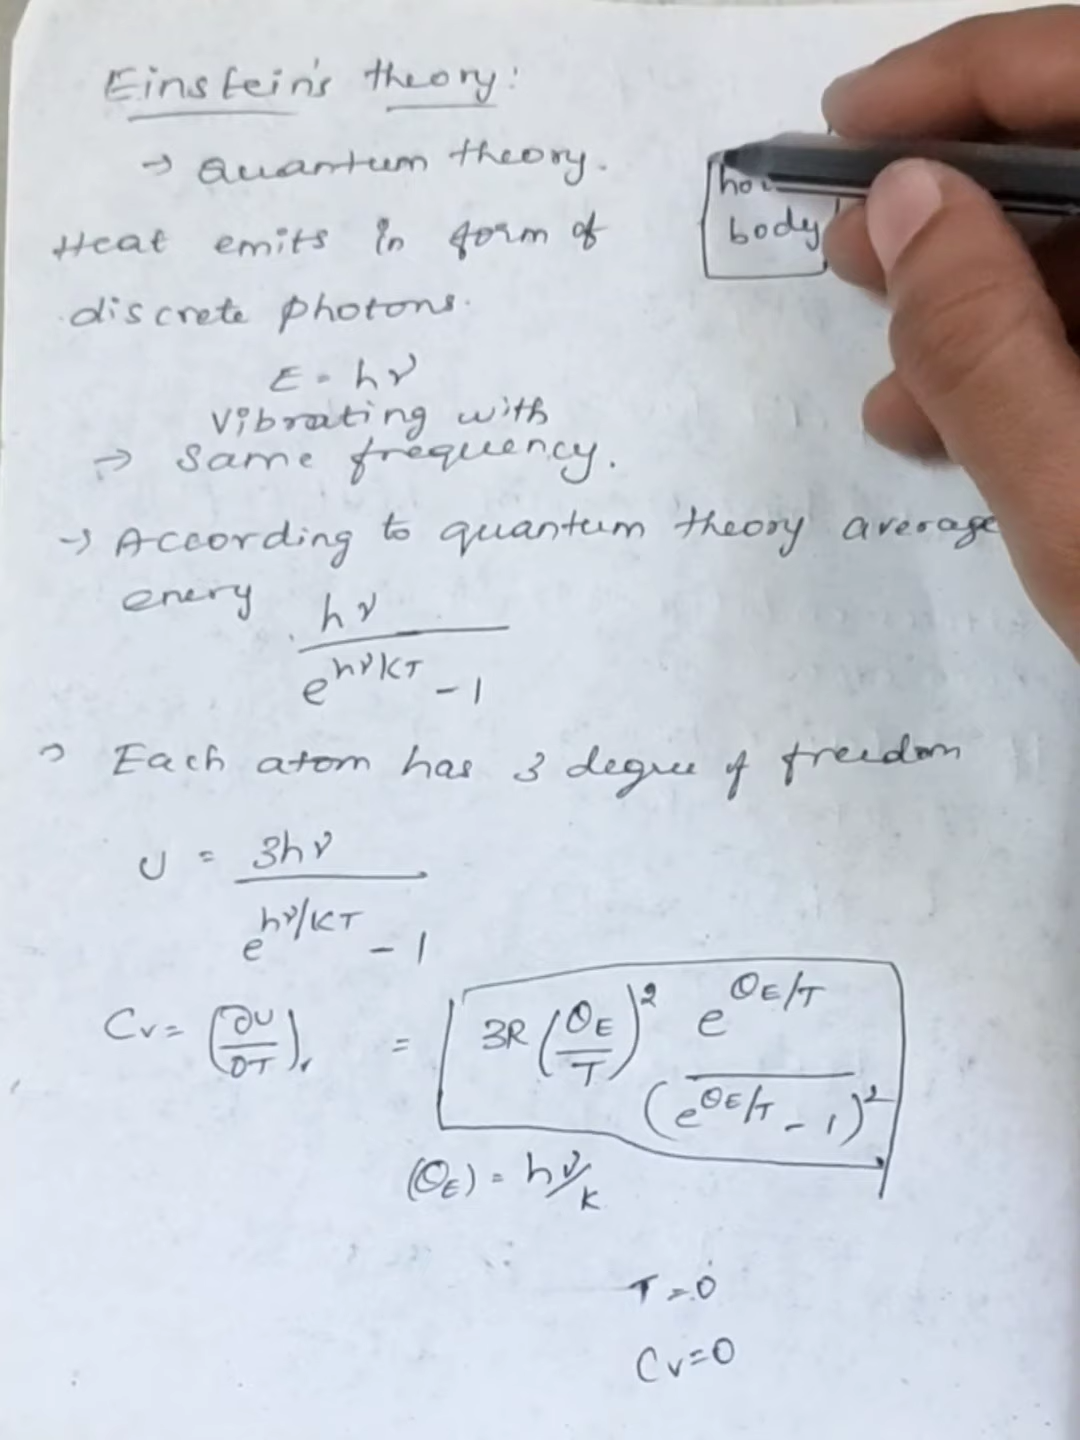 Einstein's theory:
→ Quantum theory.
body
Heat emits in form of
discrete photons.
E = hν
Vibrating with
→ Same frequency.
→ According to quantum theory average
enery
hν
e^hν/KT - 1
→ Each atom has 3 degree of freedom
U = 3hν
e^hν/KT - 1
Cv = (∂U/∂T)v = 3R (θE/T)^2 e^θE/T
(e^θE/T - 1)^2
(θE) = hν/K
T = 0
Cv = 0